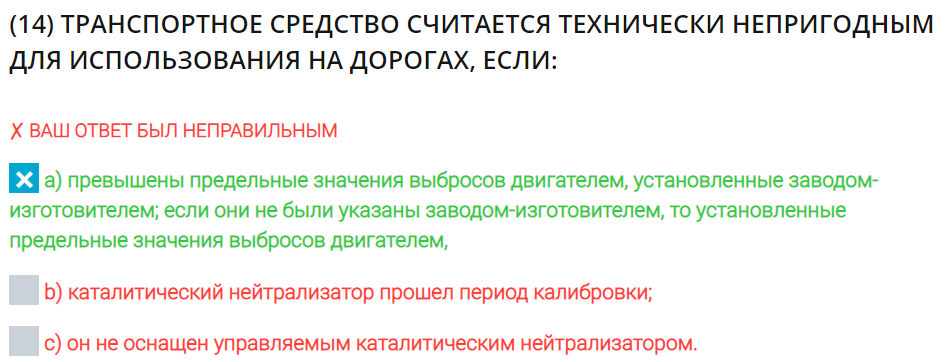 (14) ТРАНСПОРТНОЕ СРЕДСТВО СЧИТАЕТСЯ ТЕХНИЧЕСКИ НЕПРИГОДНЫМ
ДЛЯ ИСПОЛЬЗОВАНИЯ НА ДОРОГАХ, ЕСЛИ:
✗ ВАШ ОТВЕТ БЫЛ НЕПРАВИЛЬНЫМ
a) превышены предельные значения выбросов двигателем, установленные заводом-
изготовителем; если они не были указаны заводом-изготовителем, то установленные
предельные значения выбросов двигателем,
b) каталитический нейтрализатор прошел период калибровки;
c) он не оснащен управляемым каталитическим нейтрализатором.